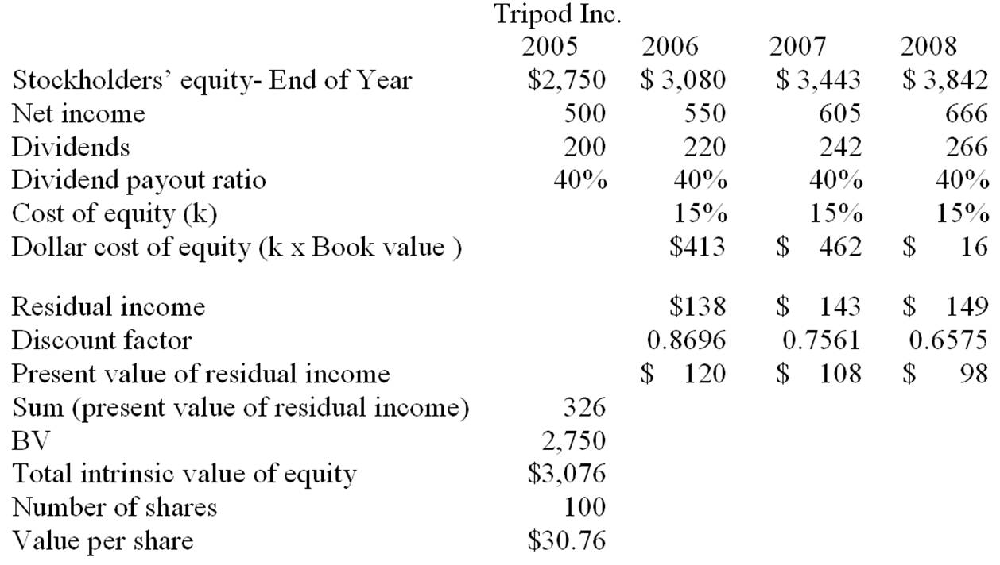 Tripod Inc.
2005 2006 2007 2008
Stockholders’ equity- End of Year $2,750 $ 3,080 $ 3,443 $ 3,842
Net income 500 550 605 666
Dividends 200 220 242 266
Dividend payout ratio 40% 40% 40% 40%
Cost of equity (k) 15% 15% 15%
Dollar cost of equity (k x Book value ) $413 $ 462 $ 16
Residual income $138 $ 143 $ 149
Discount factor 0.8696 0.7561 0.6575
Present value of residual income $ 120 $ 108 $ 98
Sum (present value of residual income) 326
BV 2,750
Total intrinsic value of equity $3,076
Number of shares 100
Value per share $30.76